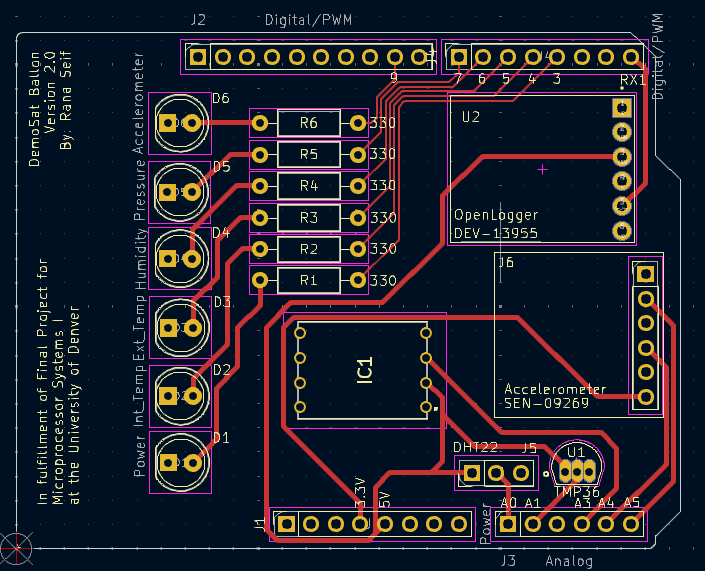 J2
Digital/PWM
Digital/PWM
9
7
6
5
4
3
RX1
DemoSat Ballon
Version 2.0
By: Rana Seif
Accelerometer
Pressure
Humidity
Ext_Temp
Int_Temp
Power
D6
D5
D4
D3
D2
D1
R6
330
R5
330
R4
330
R3
330
R2
330
R1
330
U2
OpenLogger
DEV-13955
J6
Accelerometer
SEN-09269
IC1
In fulfillment of Final Project for
Microprocessor Systems I
at the University of Denver
DHT22
J5
U1
TMP36
J1
3.3V
5V
Power
A0
A1
A3
A4
A5
J3
Analog